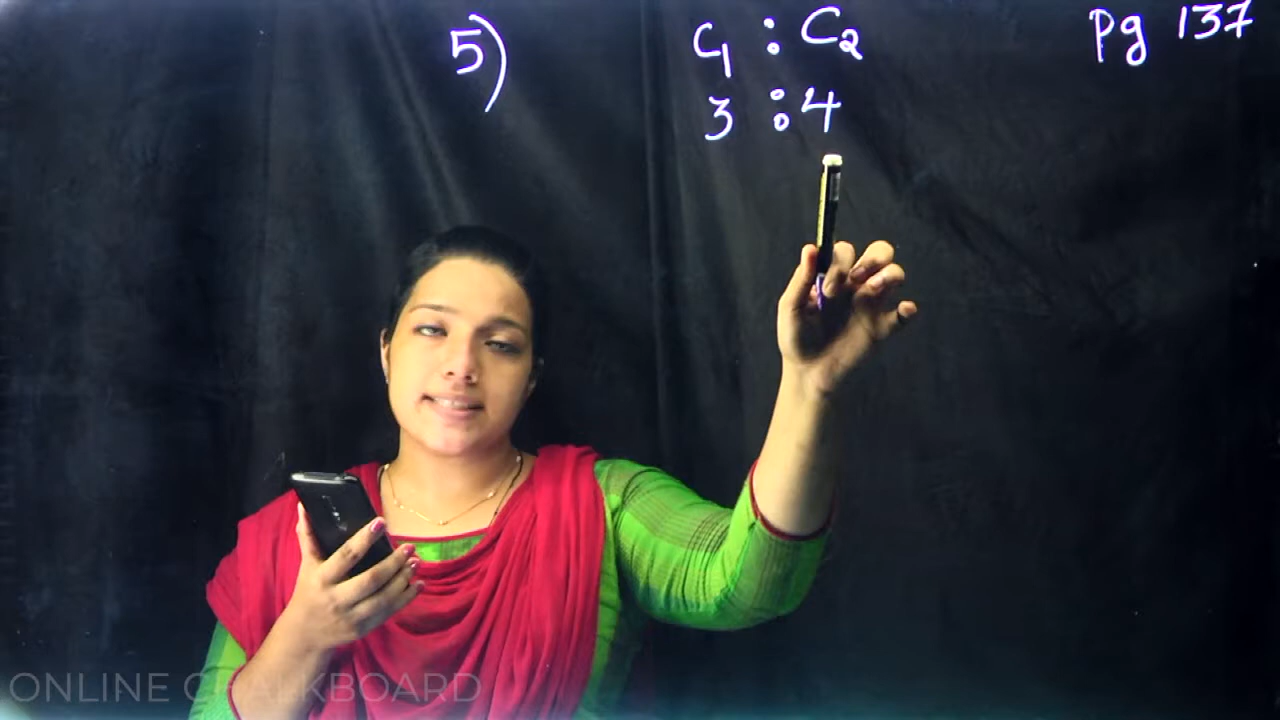 5) C₁ : C₂ Pg 137
3 : 4
ONLINE CHALKBOARD